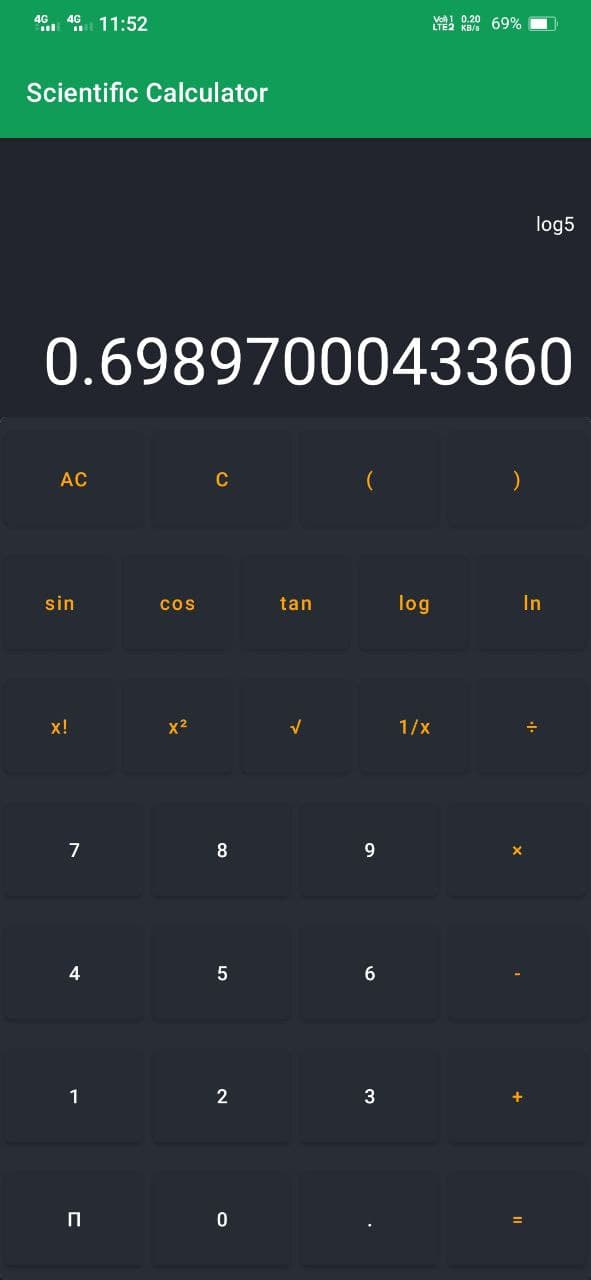 4G 4G 11:52 Vo) 1 LTE2 0.20 KB/s 69%
Scientific Calculator
log5
0.6989700043360
AC C ( )
sin cos tan log ln
x! x² √ 1/x ÷
7 8 9 ×
4 5 6 -
1 2 3 +
П 0 . =